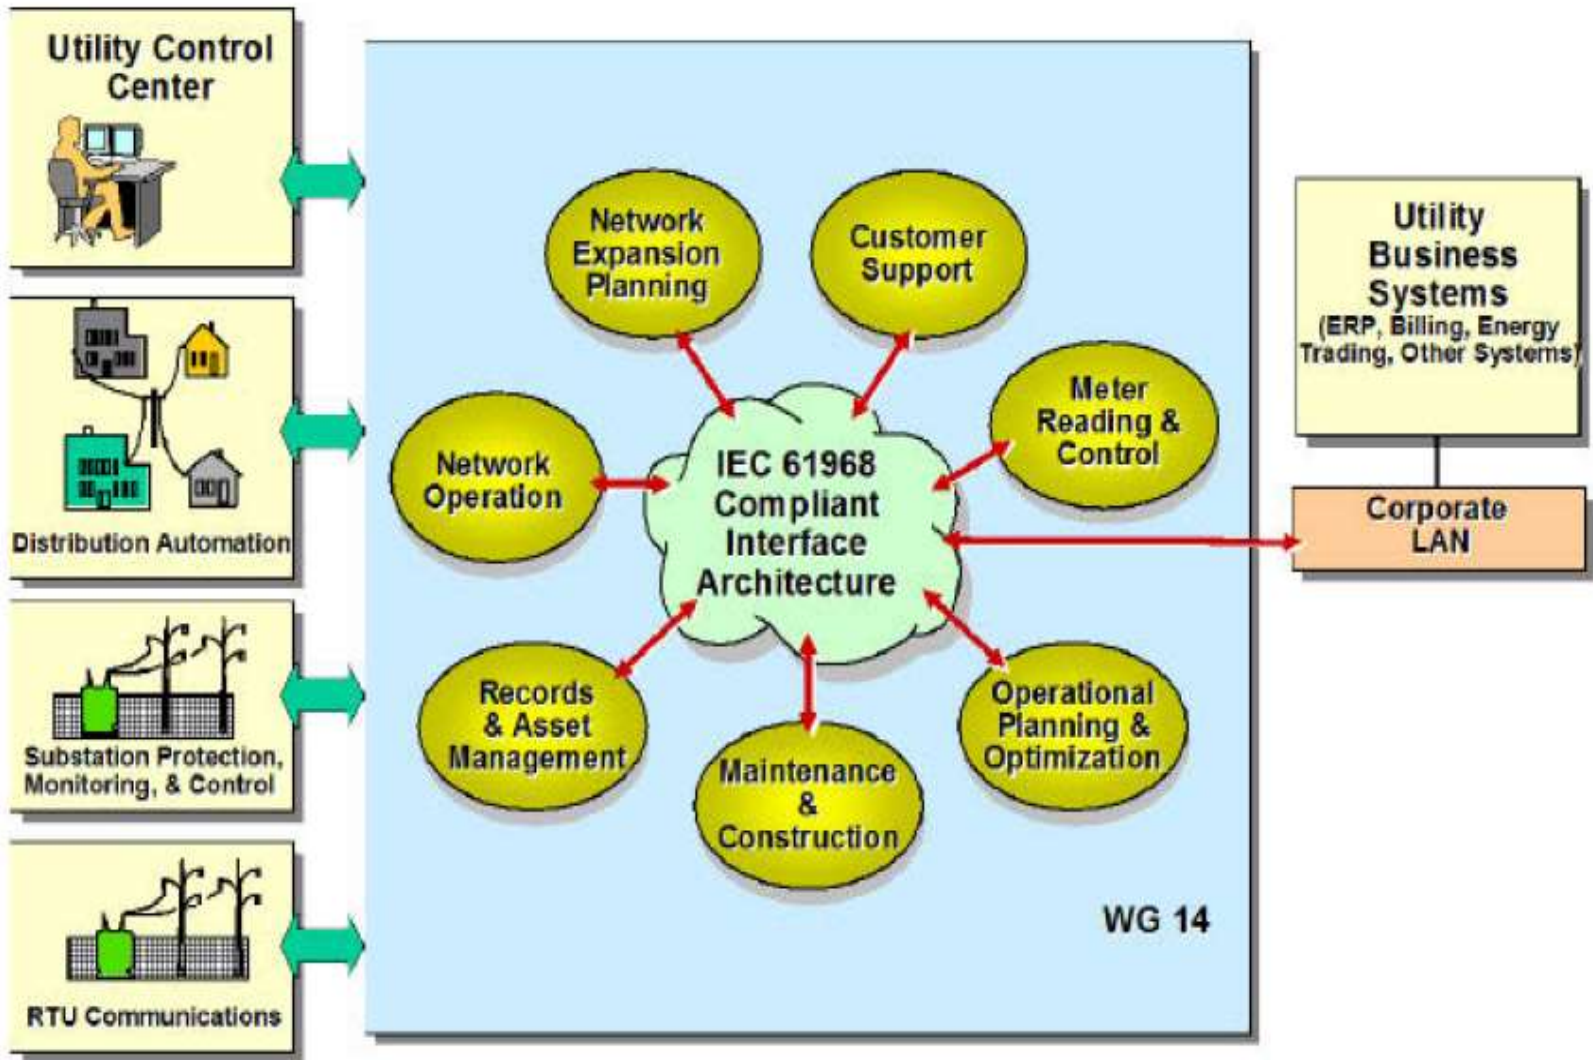 Utility Control
Center
Distribution Automation
Substation Protection,
Monitoring, & Control
RTU Communications
Network
Expansion
Planning
Customer
Support
Meter
Reading &
Control
Network
Operation
IEC 61968
Compliant
Interface
Architecture
Records
& Asset
Management
Maintenance
&
Construction
Operational
Planning &
Optimization
WG 14
Utility
Business
Systems
(ERP, Billing, Energy
Trading, Other Systems)
Corporate
LAN